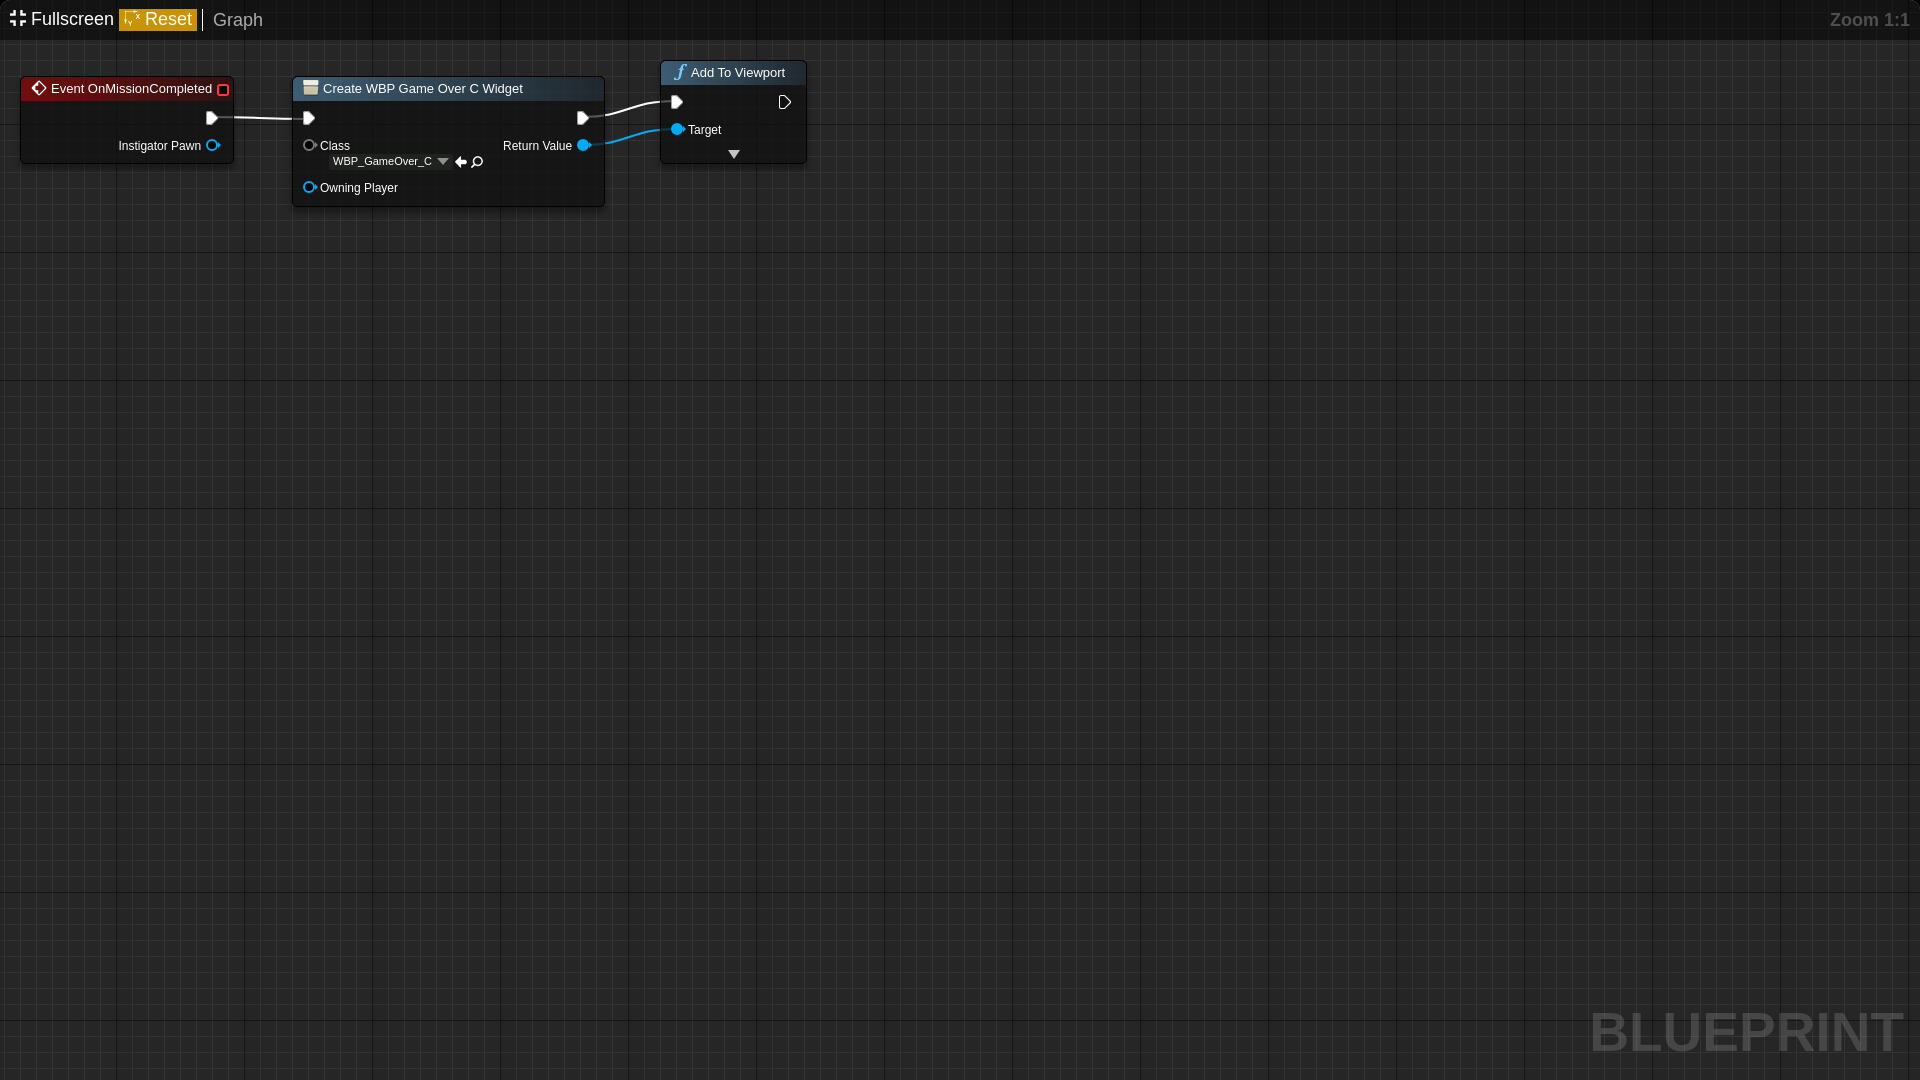 Fullscreen Reset Graph Zoom 1:1
Event OnMissionCompleted
Instigator Pawn
Create WBP Game Over C Widget
Class
WBP_GameOver_C
Return Value
Owning Player
Add To Viewport
Target
BLUEPRINT